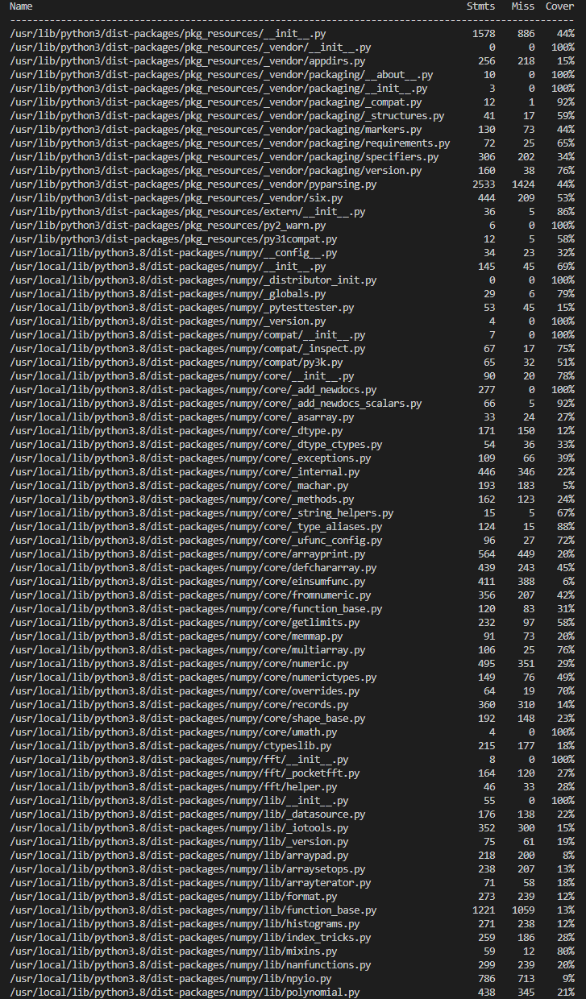 Name Stmts Miss Cover
--------------------------------------------------------------------------------
/usr/lib/python3/dist-packages/pkg_resources/__init__.py 1578 886 44%
/usr/lib/python3/dist-packages/pkg_resources/_vendor/__init__.py 0 0 100%
/usr/lib/python3/dist-packages/pkg_resources/_vendor/appdirs.py 256 218 15%
/usr/lib/python3/dist-packages/pkg_resources/_vendor/packaging/__about__.py 10 0 100%
/usr/lib/python3/dist-packages/pkg_resources/_vendor/packaging/__init__.py 3 0 100%
/usr/lib/python3/dist-packages/pkg_resources/_vendor/packaging/_compat.py 12 1 92%
/usr/lib/python3/dist-packages/pkg_resources/_vendor/packaging/_structures.py 41 17 59%
/usr/lib/python3/dist-packages/pkg_resources/_vendor/packaging/markers.py 130 73 44%
/usr/lib/python3/dist-packages/pkg_resources/_vendor/packaging/requirements.py 72 25 65%
/usr/lib/python3/dist-packages/pkg_resources/_vendor/packaging/specifiers.py 306 202 34%
/usr/lib/python3/dist-packages/pkg_resources/_vendor/packaging/version.py 160 38 76%
/usr/lib/python3/dist-packages/pkg_resources/_vendor/pyparsing.py 2533 1424 44%
/usr/lib/python3/dist-packages/pkg_resources/_vendor/six.py 444 209 53%
/usr/lib/python3/dist-packages/pkg_resources/extern/__init__.py 36 5 86%
/usr/lib/python3/dist-packages/pkg_resources/py2_warn.py 6 0 100%
/usr/lib/python3/dist-packages/pkg_resources/py31compat.py 12 5 58%
/usr/local/lib/python3.8/dist-packages/numpy/__config__.py 34 23 32%
/usr/local/lib/python3.8/dist-packages/numpy/__init__.py 145 45 69%
/usr/local/lib/python3.8/dist-packages/numpy/_distributor_init.py 0 0 100%
/usr/local/lib/python3.8/dist-packages/numpy/_globals.py 29 6 79%
/usr/local/lib/python3.8/dist-packages/numpy/_pytesttester.py 53 45 15%
/usr/local/lib/python3.8/dist-packages/numpy/_version.py 4 0 100%
/usr/local/lib/python3.8/dist-packages/numpy/compat/__init__.py 7 0 100%
/usr/local/lib/python3.8/dist-packages/numpy/compat/_inspect.py 67 17 75%
/usr/local/lib/python3.8/dist-packages/numpy/compat/py3k.py 65 32 51%
/usr/local/lib/python3.8/dist-packages/numpy/core/__init__.py 90 20 78%
/usr/local/lib/python3.8/dist-packages/numpy/core/_add_newdocs.py 277 0 100%
/usr/local/lib/python3.8/dist-packages/numpy/core/_add_newdocs_scalars.py 66 5 92%
/usr/local/lib/python3.8/dist-packages/numpy/core/_asarray.py 33 24 27%
/usr/local/lib/python3.8/dist-packages/numpy/core/_dtype.py 171 150 12%
/usr/local/lib/python3.8/dist-packages/numpy/core/_dtype_ctypes.py 54 36 33%
/usr/local/lib/python3.8/dist-packages/numpy/core/_exceptions.py 109 66 39%
/usr/local/lib/python3.8/dist-packages/numpy/core/_internal.py 446 346 22%
/usr/local/lib/python3.8/dist-packages/numpy/core/_machar.py 193 183 5%
/usr/local/lib/python3.8/dist-packages/numpy/core/_methods.py 162 123 24%
/usr/local/lib/python3.8/dist-packages/numpy/core/_string_helpers.py 15 5 67%
/usr/local/lib/python3.8/dist-packages/numpy/core/_type_aliases.py 124 15 88%
/usr/local/lib/python3.8/dist-packages/numpy/core/_ufunc_config.py 96 27 72%
/usr/local/lib/python3.8/dist-packages/numpy/core/arrayprint.py 564 449 20%
/usr/local/lib/python3.8/dist-packages/numpy/core/defchararray.py 439 243 45%
/usr/local/lib/python3.8/dist-packages/numpy/core/einsumfunc.py 411 388 6%
/usr/local/lib/python3.8/dist-packages/numpy/core/fromnumeric.py 356 207 42%
/usr/local/lib/python3.8/dist-packages/numpy/core/function_base.py 120 83 31%
/usr/local/lib/python3.8/dist-packages/numpy/core/getlimits.py 232 97 58%
/usr/local/lib/python3.8/dist-packages/numpy/core/memmap.py 91 73 20%
/usr/local/lib/python3.8/dist-packages/numpy/core/multiarray.py 106 25 76%
/usr/local/lib/python3.8/dist-packages/numpy/core/numeric.py 495 351 29%
/usr/local/lib/python3.8/dist-packages/numpy/core/numerictypes.py 149 76 49%
/usr/local/lib/python3.8/dist-packages/numpy/core/overrides.py 64 19 70%
/usr/local/lib/python3.8/dist-packages/numpy/core/records.py 360 310 14%
/usr/local/lib/python3.8/dist-packages/numpy/core/shape_base.py 192 148 23%
/usr/local/lib/python3.8/dist-packages/numpy/core/umath.py 4 0 100%
/usr/local/lib/python3.8/dist-packages/numpy/ctypeslib.py 215 177 18%
/usr/local/lib/python3.8/dist-packages/numpy/fft/__init__.py 8 0 100%
/usr/local/lib/python3.8/dist-packages/numpy/fft/_pocketfft.py 164 120 27%
/usr/local/lib/python3.8/dist-packages/numpy/fft/helper.py 46 33 28%
/usr/local/lib/python3.8/dist-packages/numpy/lib/__init__.py 55 0 100%
/usr/local/lib/python3.8/dist-packages/numpy/lib/_datasource.py 176 138 22%
/usr/local/lib/python3.8/dist-packages/numpy/lib/_iotools.py 352 300 15%
/usr/local/lib/python3.8/dist-packages/numpy/lib/_version.py 75 61 19%
/usr/local/lib/python3.8/dist-packages/numpy/lib/arraypad.py 218 200 8%
/usr/local/lib/python3.8/dist-packages/numpy/lib/arraysetops.py 238 207 13%
/usr/local/lib/python3.8/dist-packages/numpy/lib/arrayterator.py 71 58 18%
/usr/local/lib/python3.8/dist-packages/numpy/lib/format.py 273 239 12%
/usr/local/lib/python3.8/dist-packages/numpy/lib/function_base.py 1221 1059 13%
/usr/local/lib/python3.8/dist-packages/numpy/lib/histograms.py 271 238 12%
/usr/local/lib/python3.8/dist-packages/numpy/lib/index_tricks.py 259 186 28%
/usr/local/lib/python3.8/dist-packages/numpy/lib/mixins.py 59 12 80%
/usr/local/lib/python3.8/dist-packages/numpy/lib/nanfunctions.py 299 239 20%
/usr/local/lib/python3.8/dist-packages/numpy/lib/npyio.py 786 713 9%
/usr/local/lib/python3.8/dist-packages/numpy/lib/polynomial.py 438 345 21%